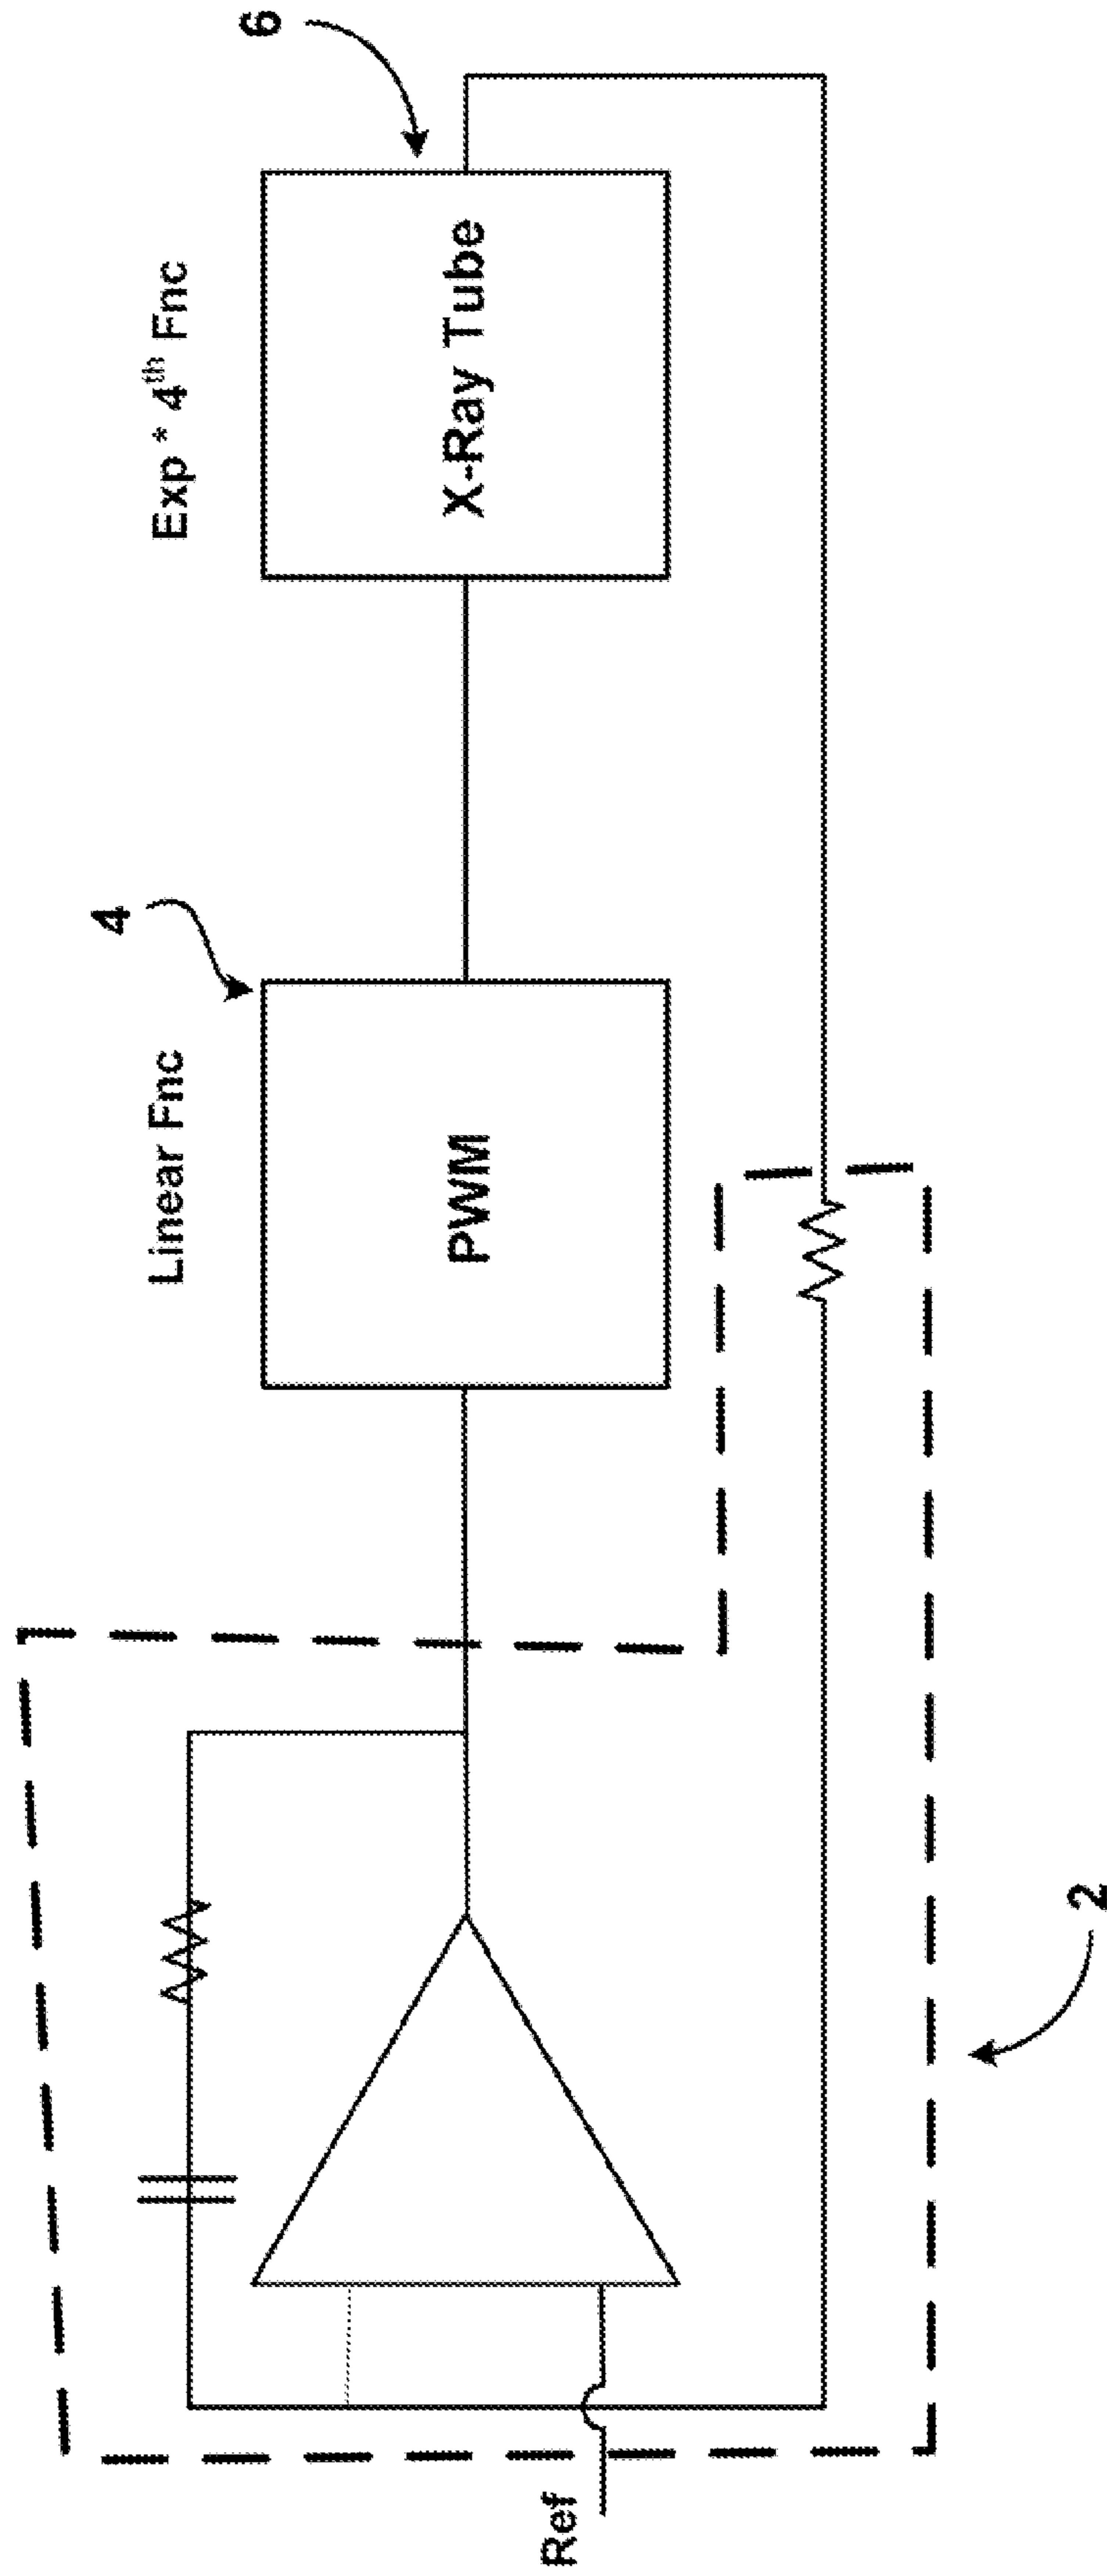 Exp * 4th Fnc
6
X-Ray Tube
Linear Fnc
4
PWM
Ref
2